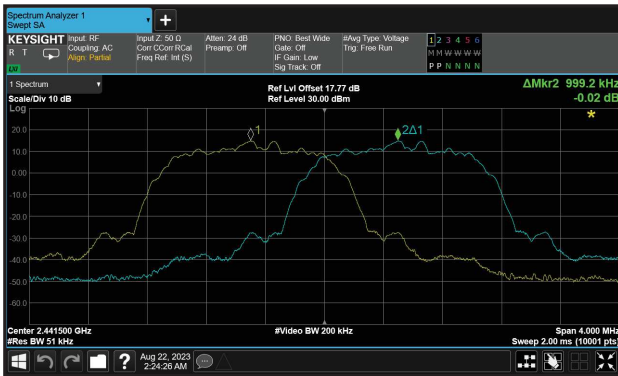 Spectrum Analyzer 1
Swept SA
+
KEYSIGHT
R T
Input: RF
Coupling: AC
Align: Partial
Input Z: 50 Ω
Corr CCorr RCal
Freq Ref: Int (S)
Atten: 24 dB
Preamp: Off
PNO: Best Wide
Gate: Off
IF Gain: Low
Sig Track: Off
#Avg Type: Voltage
Trig: Free Run
1 2 3 4 5 6
M W W W W W
P P N N N N
1 Spectrum
Scale/Div 10 dB
Log
Ref Lvl Offset 17.77 dB
Ref Level 30.00 dBm
ΔMkr2 999.2 kHz
-0.02 dB
*
1
2Δ1
20.0
10.0
0.00
-10.0
-20.0
-30.0
-40.0
-50.0
-60.0
Center 2.441500 GHz
#Res BW 51 kHz
#Video BW 200 kHz
Span 4.000 MHz
Sweep 2.00 ms (10001 pts)
?
Aug 22, 2023
2:24:26 AM